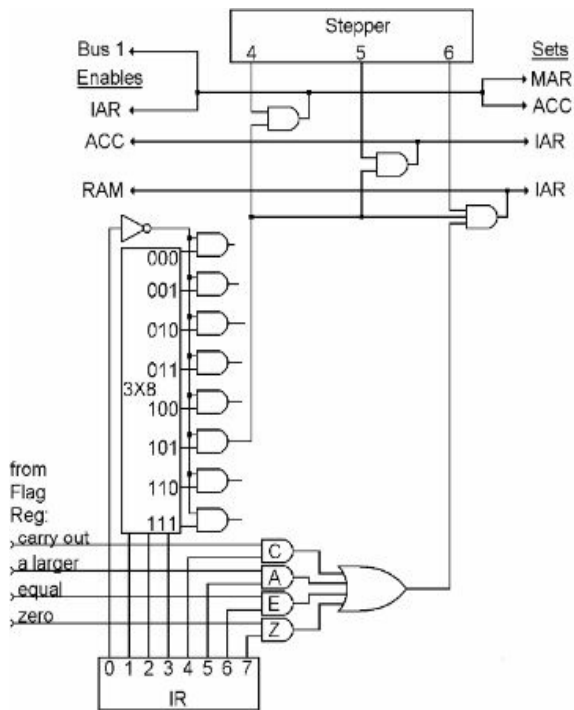 Stepper
4 5 6
Bus 1
Sets
Enables
MAR
IAR
ACC
ACC
IAR
RAM
IAR
000
001
010
011
3X8
100
101
110
111
from
Flag
Reg:
carry out
C
a larger
A
equal
E
zero
Z
0 1 2 3 4 5 6 7
IR